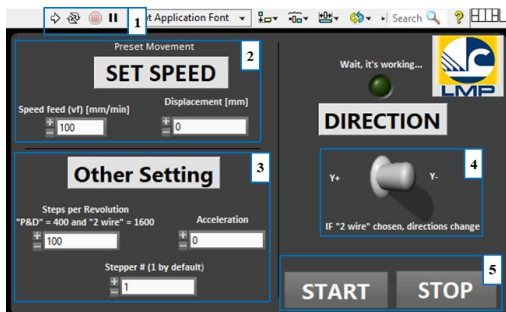 1
t Application Font
Search
?
Preset Movement
2
SET SPEED
Speed feed (vf) [mm/min]
Displacement [mm]
100
0
Other Setting
3
Steps per Revolution
"P&D" = 400 and "2 wire" = 1600
Acceleration
100
0
Stepper # (1 by default)
1
Wait, it's working...
LMP
DIRECTION
4
Y+
Y-
IF "2 wire" chosen, directions change
5
START
STOP